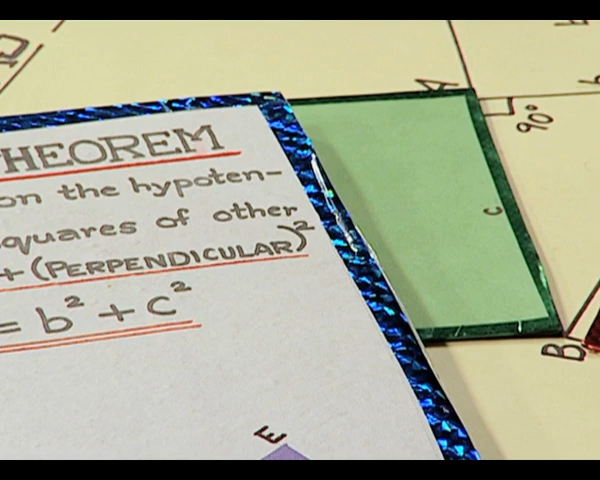 HEOREM
on the hypoten-
squares of other
+ (PERPENDICULAR)²
= b² + c²
E
A
90°
b
c
B